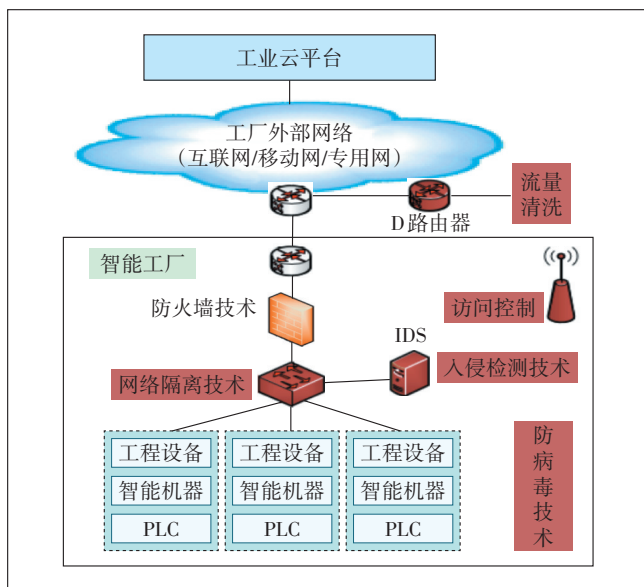 工业云平台
工厂外部网络
（互联网/移动网/专用网）
流量
清洗
D路由器
智能工厂
防火墙技术
访问控制
IDS
网络隔离技术
入侵检测技术
工程设备
工程设备
工程设备
智能机器
智能机器
智能机器
PLC
PLC
PLC
防
病
毒
技
术